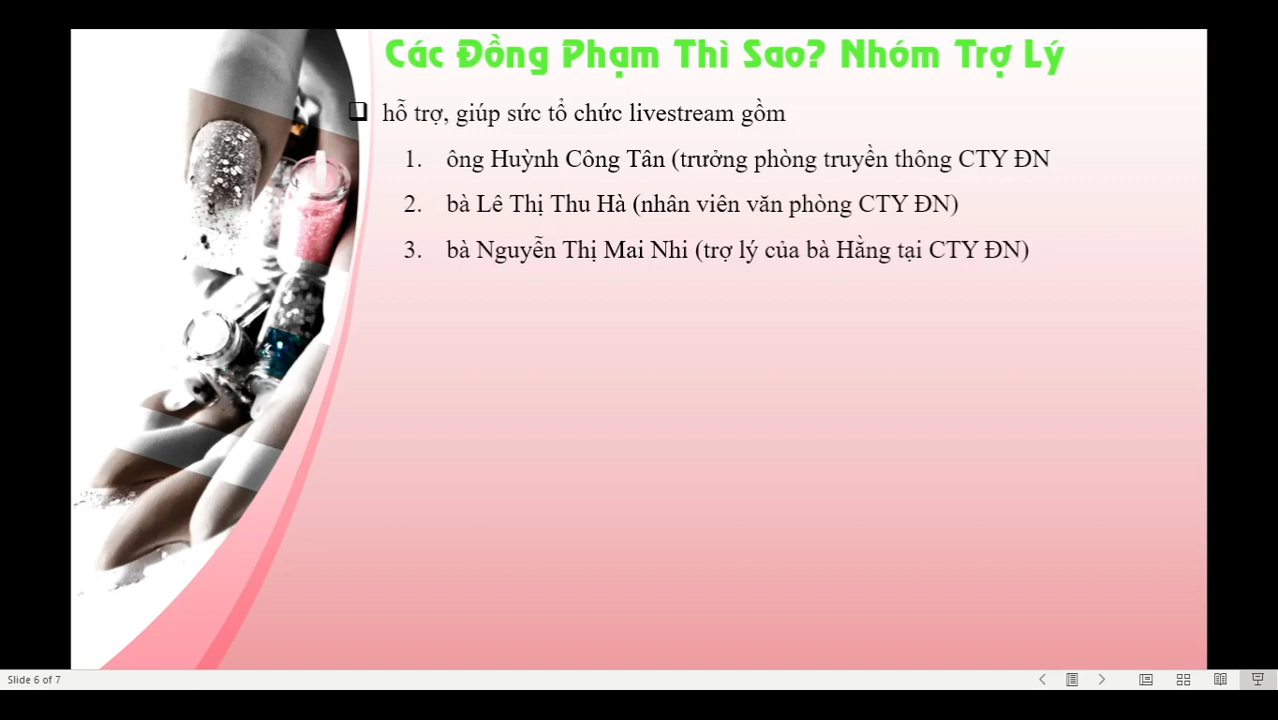 Các Đồng Phạm Thì Sao? Nhóm Trợ Lý
hỗ trợ, giúp sức tổ chức livestream gồm
1. ông Huỳnh Công Tân (trưởng phòng truyền thông CTY ĐN
2. bà Lê Thị Thu Hà (nhân viên văn phòng CTY ĐN)
3. bà Nguyễn Thị Mai Nhi (trợ lý của bà Hằng tại CTY ĐN)
Slide 6 of 7